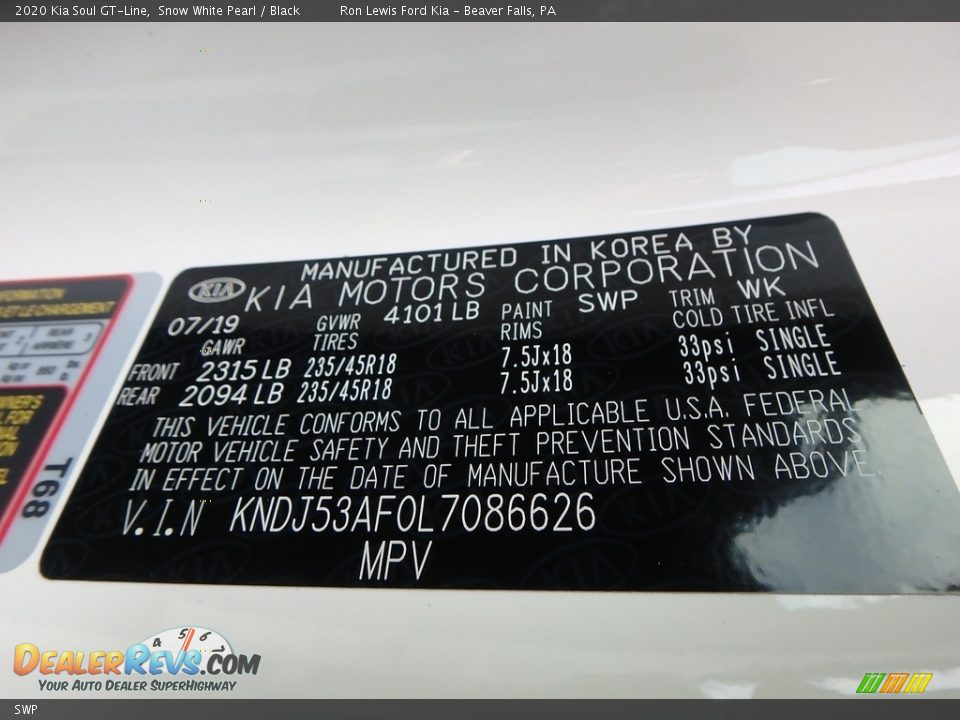 2020 Kia Soul GT-Line, Snow White Pearl / Black Ron Lewis Ford Kia - Beaver Falls, PA
MANUFACTURED IN KOREA BY
KIA KIA MOTORS CORPORATION
07/19 GVWR 4101 LB PAINT SWP TRIM WK
GAWR TIRES RIMS COLD TIRE INFL
FRONT 2315 LB 235/45R18 7.5Jx18 33psi SINGLE
REAR 2094 LB 235/45R18 7.5Jx18 33psi SINGLE
THIS VEHICLE CONFORMS TO ALL APPLICABLE U.S.A. FEDERAL
MOTOR VEHICLE SAFETY AND THEFT PREVENTION STANDARDS
IN EFFECT ON THE DATE OF MANUFACTURE SHOWN ABOVE.
V.I.N KNDJ53AF0L7086626
MPV
REAR
T68
4 5 6
DEALERREVS.COM
YOUR AUTO DEALER SUPERHIGHWAY
SWP